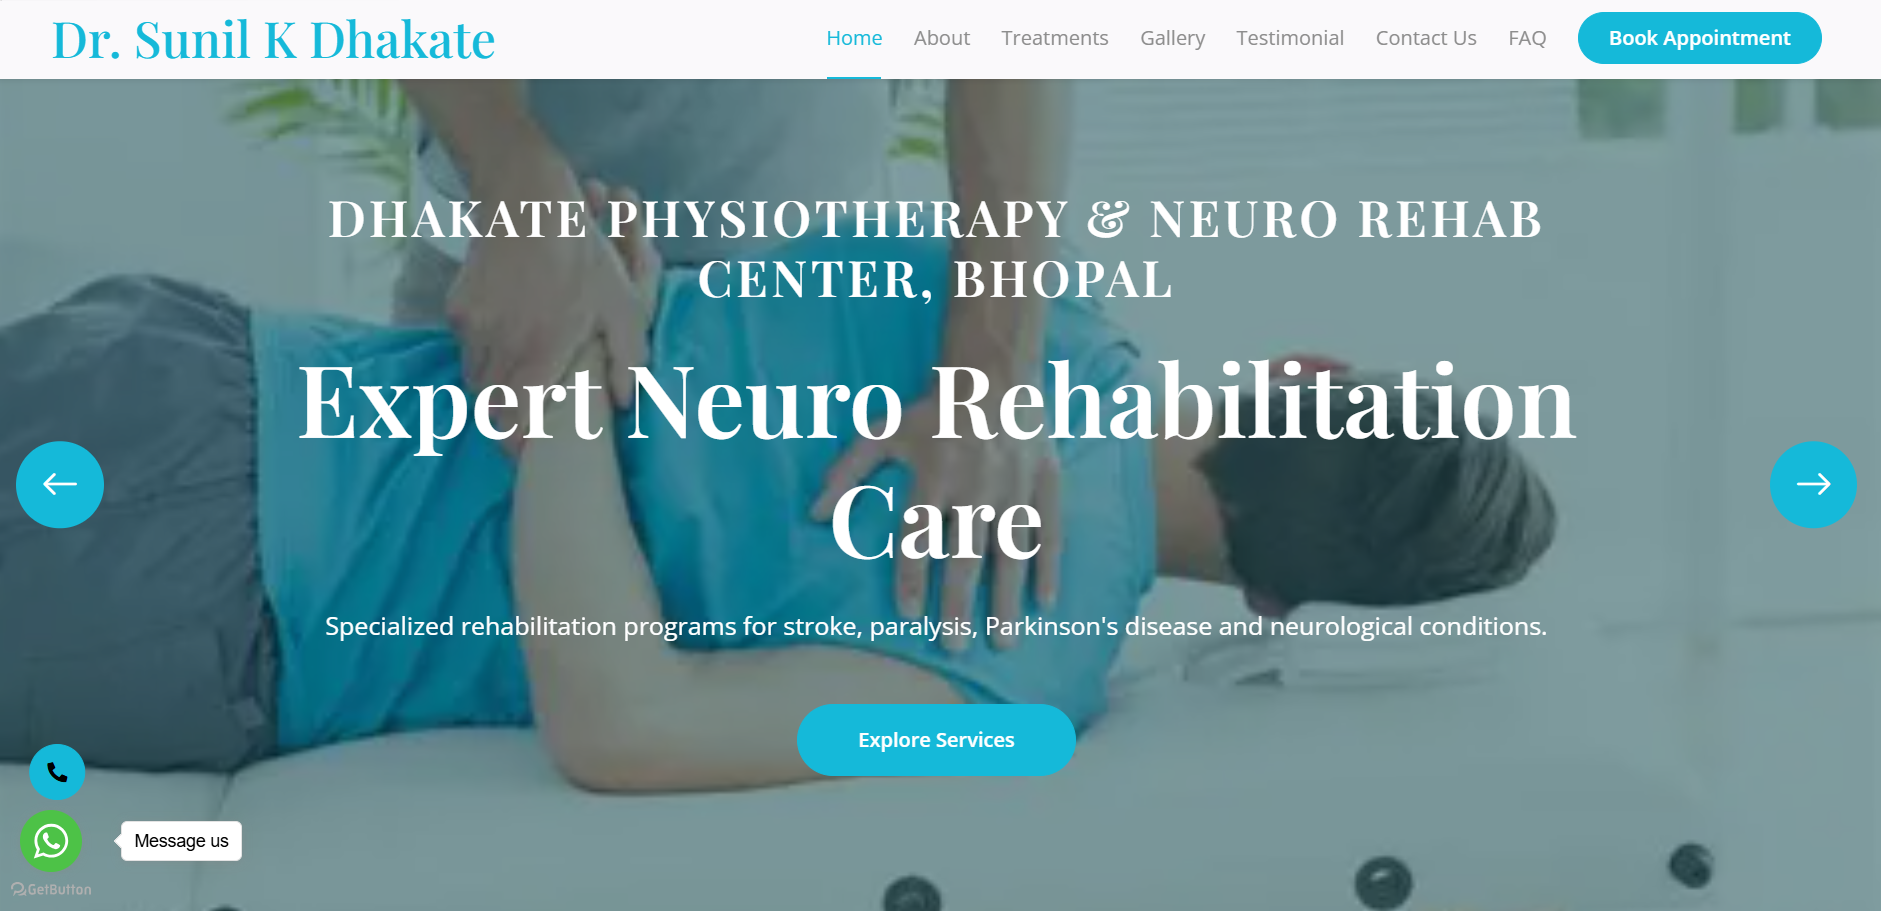 Dr. Sunil K Dhakate
Home About Treatments Gallery Testimonial Contact Us FAQ Book Appointment
DHAKATE PHYSIOTHERAPY & NEURO REHAB
CENTER, BHOPAL
Expert Neuro Rehabilitation
Care
Specialized rehabilitation programs for stroke, paralysis, Parkinson's disease and neurological conditions.
Explore Services
Message us
GetButton